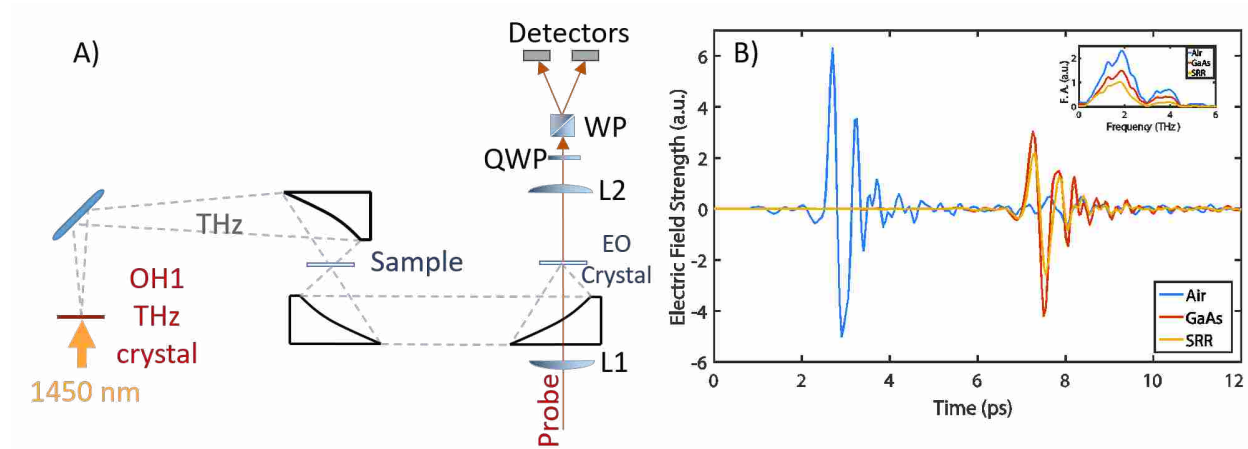 A)
Detectors
WP
QWP
L2
THz
Sample
EO
Crystal
OH1
THz
crystal
1450 nm
L1
Probe
B)
Electric Field Strength (a.u.)
6
4
2
0
-2
-4
-6
0
2
4
6
8
10
12
Time (ps)
Air
GaAs
SRR
F. A. (a.u.)
2
1
0
0
2
4
6
Frequency (THz)
Air
GaAs
SRR